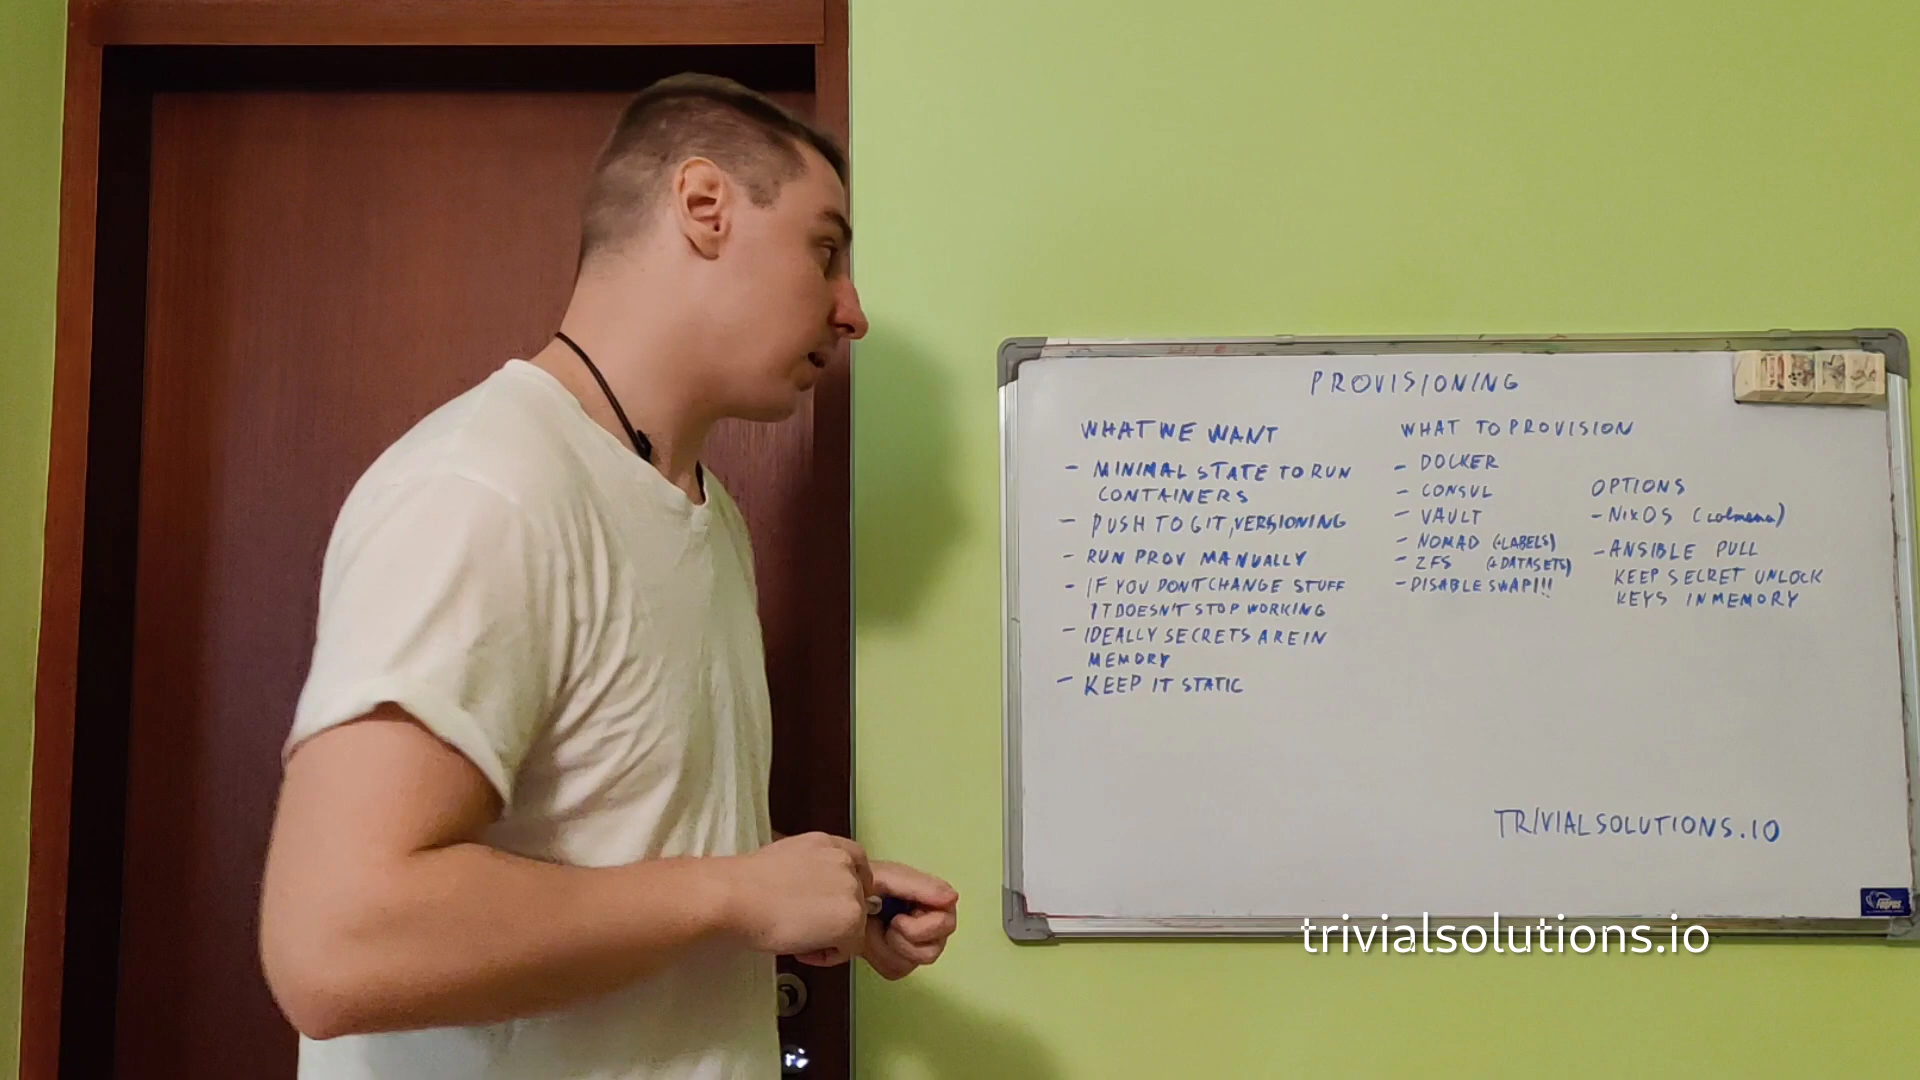 PROVISIONING
WHAT WE WANT
- MINIMAL STATE TO RUN
CONTAINERS
- PUSH TO GIT, VERSIONING
- RUN PROV MANUALLY
- IF YOU DONT CHANGE STUFF
IT DOESN'T STOP WORKING
- IDEALLY SECRETS ARE IN
MEMORY
- KEEP IT STATIC
WHAT TO PROVISION
- DOCKER
- CONSUL
- VAULT
- NOMAD (+LABELS)
- ZFS (+DATASETS)
- DISABLE SWAP!!!
OPTIONS
- NixOS (colmena)
- ANSIBLE PULL
KEEP SECRET UNLOCK
KEYS IN MEMORY
TRIVIALSOLUTIONS.IO
trivialsolutions.io